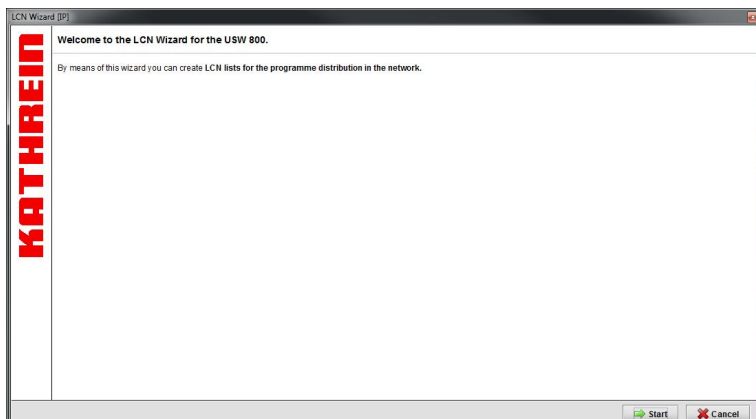 LCN Wizard [IP]
KATHREIN
Welcome to the LCN Wizard for the USW 800.
By means of this wizard you can create LCN lists for the programme distribution in the network.
Start
Cancel